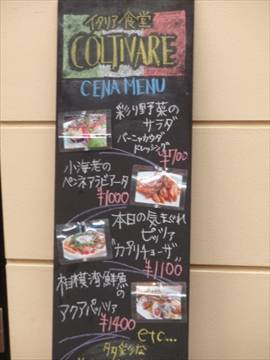 イタリア食堂
COLTIVARE
CENA MENU
彩り野菜の
サラダ
バーニャカウダ
ドレッシング
¥700
小海老の
ペンネアラビアータ
¥1000
本日の気まぐれ
ピッツァ
"カプリチョーザ"
¥1100
相模湾鮮魚の
アクアパッツァ
¥1400
etc...